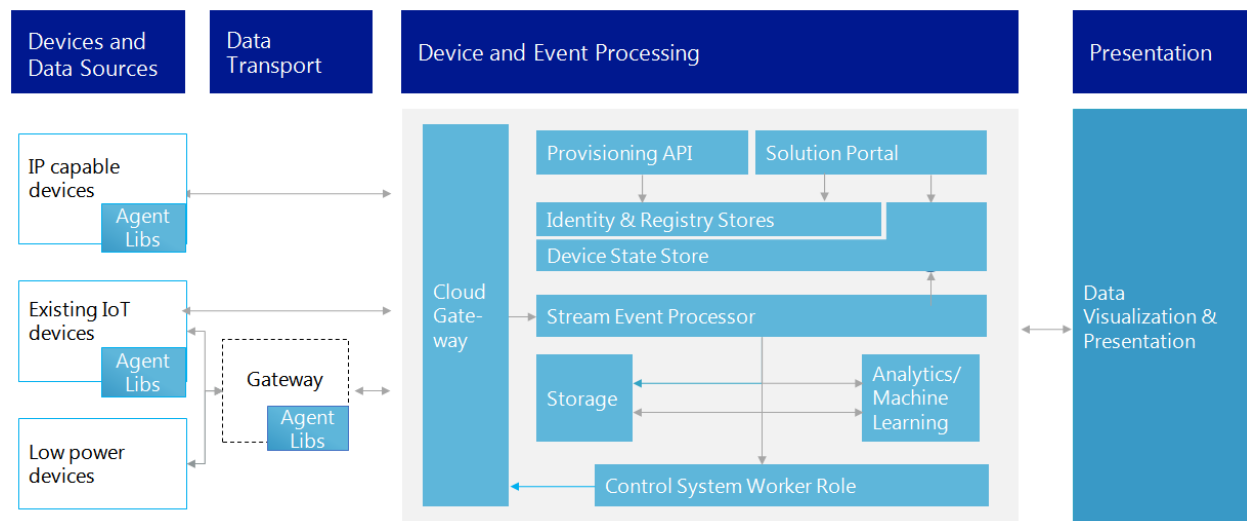 Devices and
Data Sources
Data
Transport
Device and Event Processing
Presentation
IP capable
devices
Agent
Libs
Existing IoT
devices
Agent
Libs
Low power
devices
Gateway
Agent
Libs
Cloud
Gate-
way
Provisioning API
Solution Portal
Identity & Registry Stores
Device State Store
Stream Event Processor
Storage
Analytics/
Machine
Learning
Control System Worker Role
Data
Visualization &
Presentation